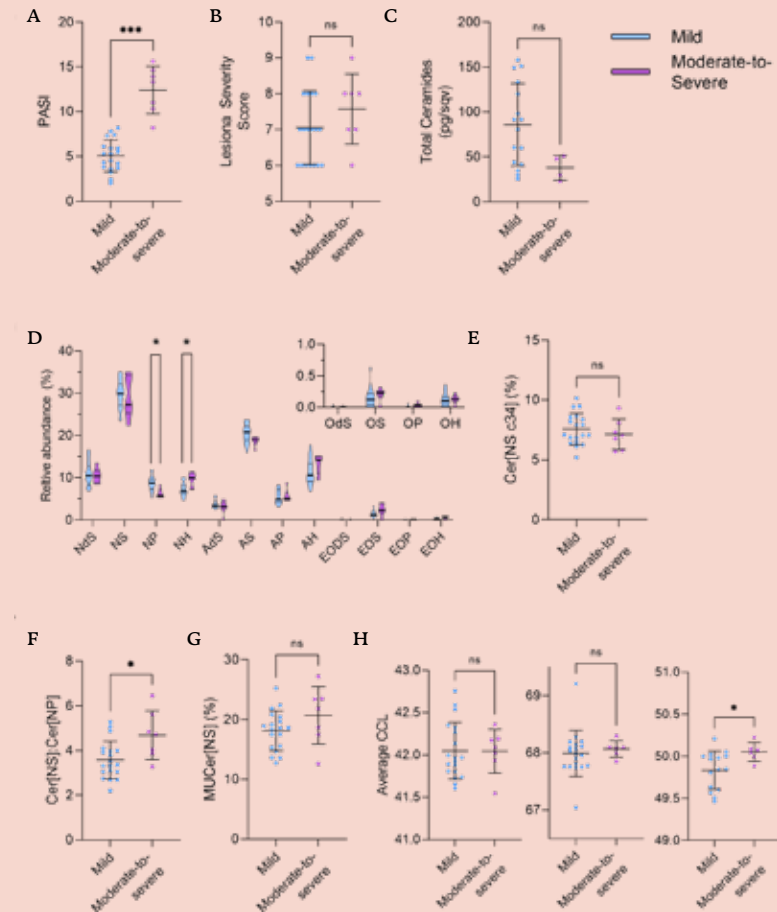 A
PASI
20
15
10
5
0
***
Mild
Moderate-to-
severe
B
Lesiona Severity
Score
10
9
8
7
6
5
ns
Mild
Moderate-to-
severe
C
Total Ceramides
(pg/sqv)
200
150
100
50
0
ns
Mild
Moderate-to-
severe
Mild
Moderate-to-
Severe
D
Reltive abundance (%)
40
30
20
10
0
*
*
NdS
NS
NP
NH
AdS
AS
AP
AH
EODS
EOS
EOP
EOH
1.0
0.5
0.0
OdS
OS
OP
OH
E
Cer[NS c34] (%)
15
10
5
0
ns
Mild
Moderate-to-
severe
F
Cer[NS]:Cer[NP]
8
6
4
2
0
*
Mild
Moderate-to-
severe
G
MUCer[NS] (%)
30
20
10
0
ns
Mild
Moderate-to-
severe
H
Average CCL
43.0
42.5
42.0
41.5
41.0
ns
Mild
Moderate-to-
severe
69
68
67
ns
Mild
Moderate-to-
severe
51.0
50.5
50.0
49.5
49.0
*
Mild
Moderate-to-
severe